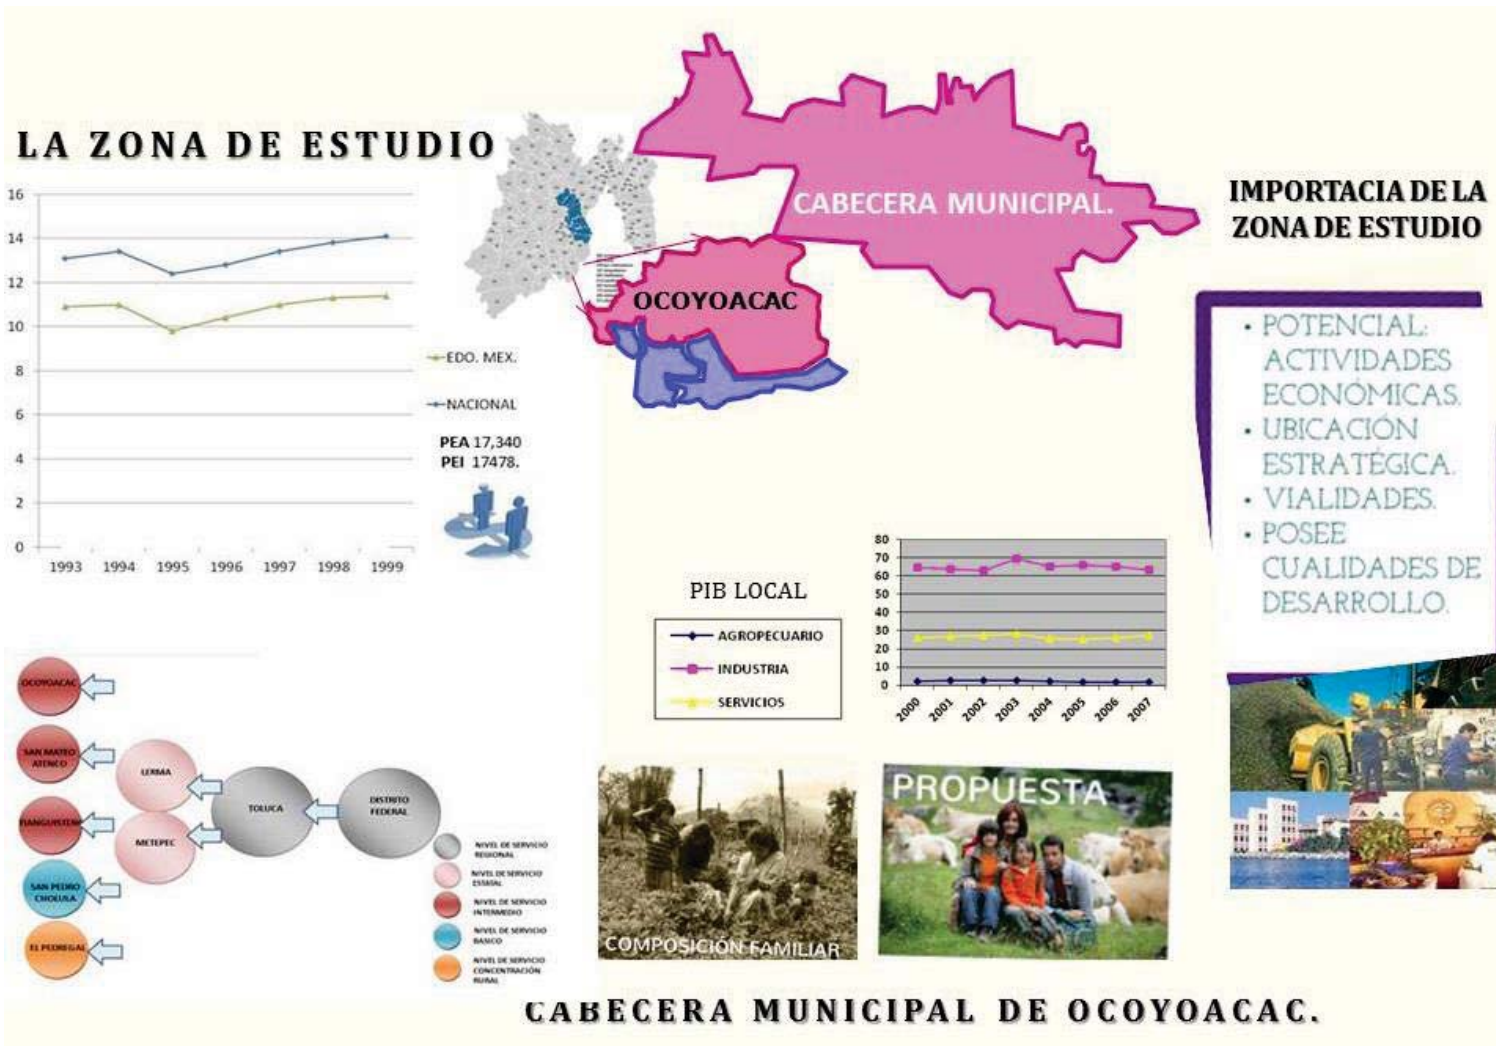 LA ZONA DE ESTUDIO
16
14
12
10
8
6
4
2
0
1993 1994 1995 1996 1997 1998 1999
EDO. MEX.
NACIONAL
PEA 17,340
PEI 17478.
CABECERA MUNICIPAL.
OCOYOACAC
IMPORTACIA DE LA
ZONA DE ESTUDIO
• POTENCIAL:
ACTIVIDADES
ECONÓMICAS.
• UBICACIÓN
ESTRATÉGICA.
• VIALIDADES.
• POSEE
CUALIDADES DE
DESARROLLO.
PIB LOCAL
AGROPECUARIO
INDUSTRIA
SERVICIOS
80
70
60
50
40
30
20
10
0
2000 2001 2002 2003 2004 2005 2006 2007
OCOYOACAC
SAN MATEO
ATENCO
TIANGUISTENCO
SAN PEDRO
CHOLULA
EL PEDREGAL
LERMA
METEPEC
TOLUCA
DISTRITO
FEDERAL
NIVEL DE SERVICIO
REGIONAL
NIVEL DE SERVICIO
ESTATAL
NIVEL DE SERVICIO
INTERMEDIO
NIVEL DE SERVICIO
BASICO
NIVEL DE SERVICIO
CONCENTRACIÓN
RURAL
COMPOSICIÓN FAMILIAR
PROPUESTA
CABECERA MUNICIPAL DE OCOYOACAC.